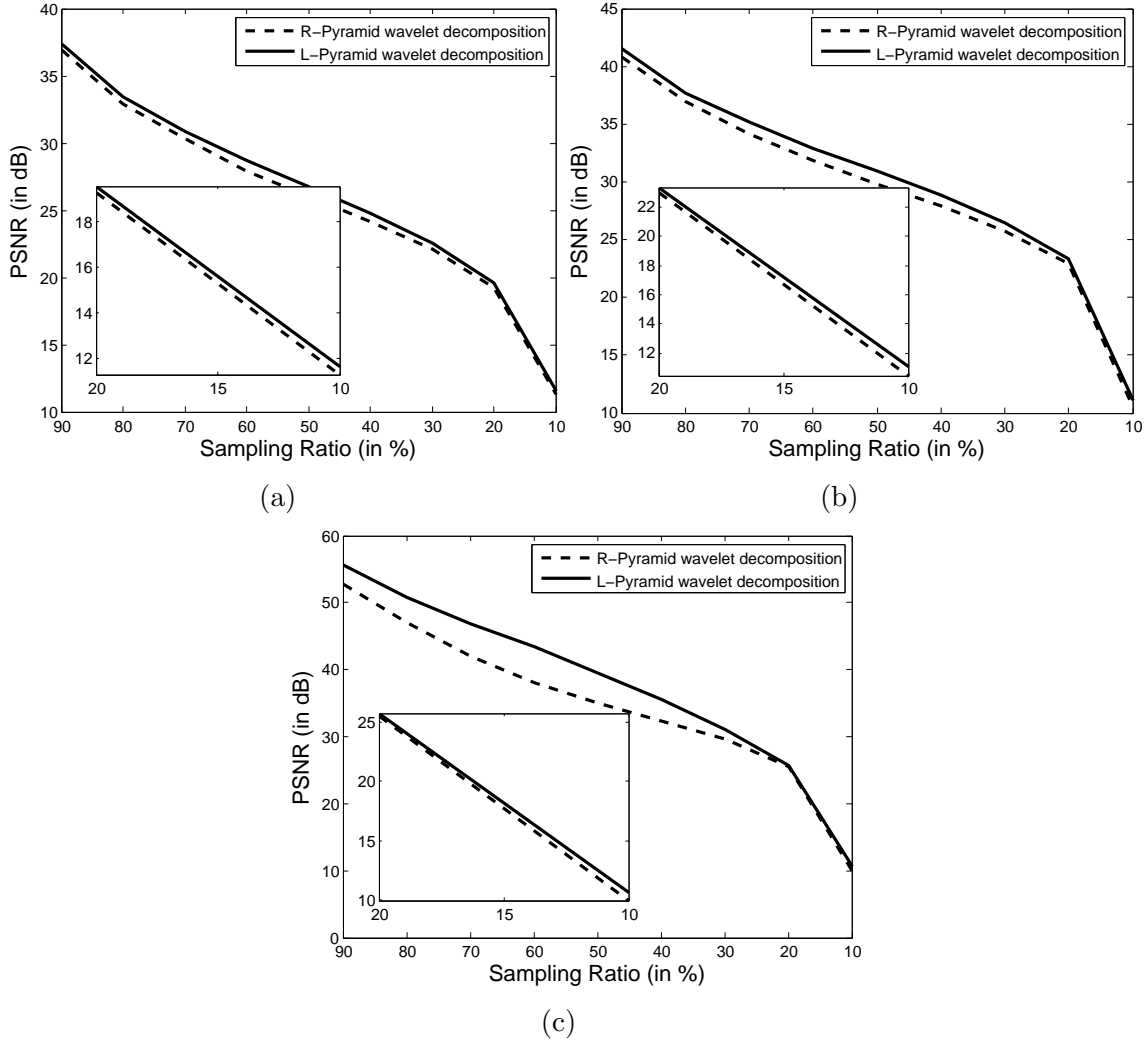 40
35
30
25
20
15
10
PSNR (in dB)
R−Pyramid wavelet decomposition
L−Pyramid wavelet decomposition
18
16
14
12
20 15 10
90 80 70 60 50 40 30 20 10
Sampling Ratio (in %)
(a)
45
40
35
30
25
20
15
10
PSNR (in dB)
R−Pyramid wavelet decomposition
L−Pyramid wavelet decomposition
22
20
18
16
14
12
20 15 10
90 80 70 60 50 40 30 20 10
Sampling Ratio (in %)
(b)
60
50
40
30
20
10
0
PSNR (in dB)
R−Pyramid wavelet decomposition
L−Pyramid wavelet decomposition
25
20
15
10
20 15 10
90 80 70 60 50 40 30 20 10
Sampling Ratio (in %)
(c)